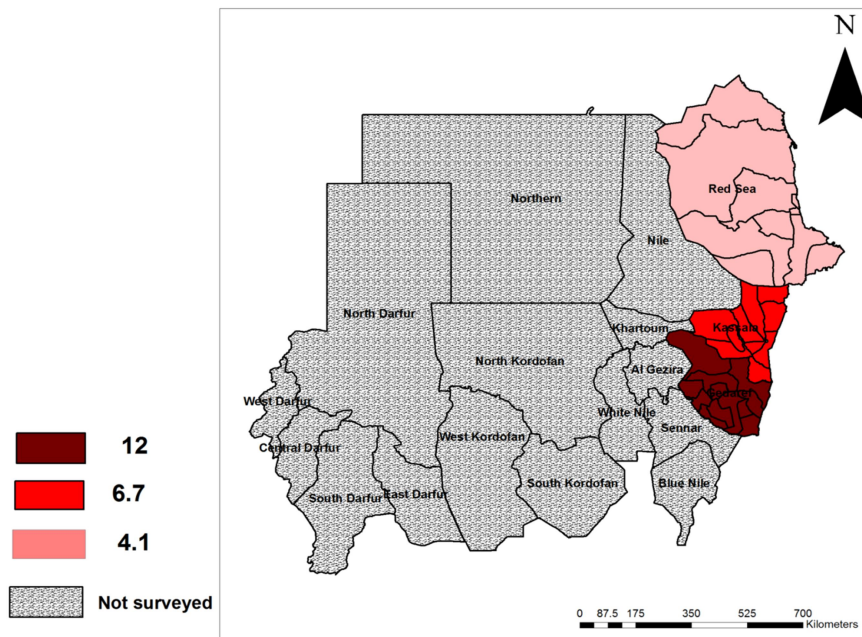 N
Red Sea
Northern
Nile
North Darfur
Khartoum
Kassala
North Kordofan
Al Gezira
Gedaref
West Darfur
White Nile
Sennar
West Kordofan
Central Darfur
South Kordofan
Blue Nile
South Darfur
East Darfur
12
6.7
4.1
Not surveyed
0 87.5 175 350 525 700
Kilometers